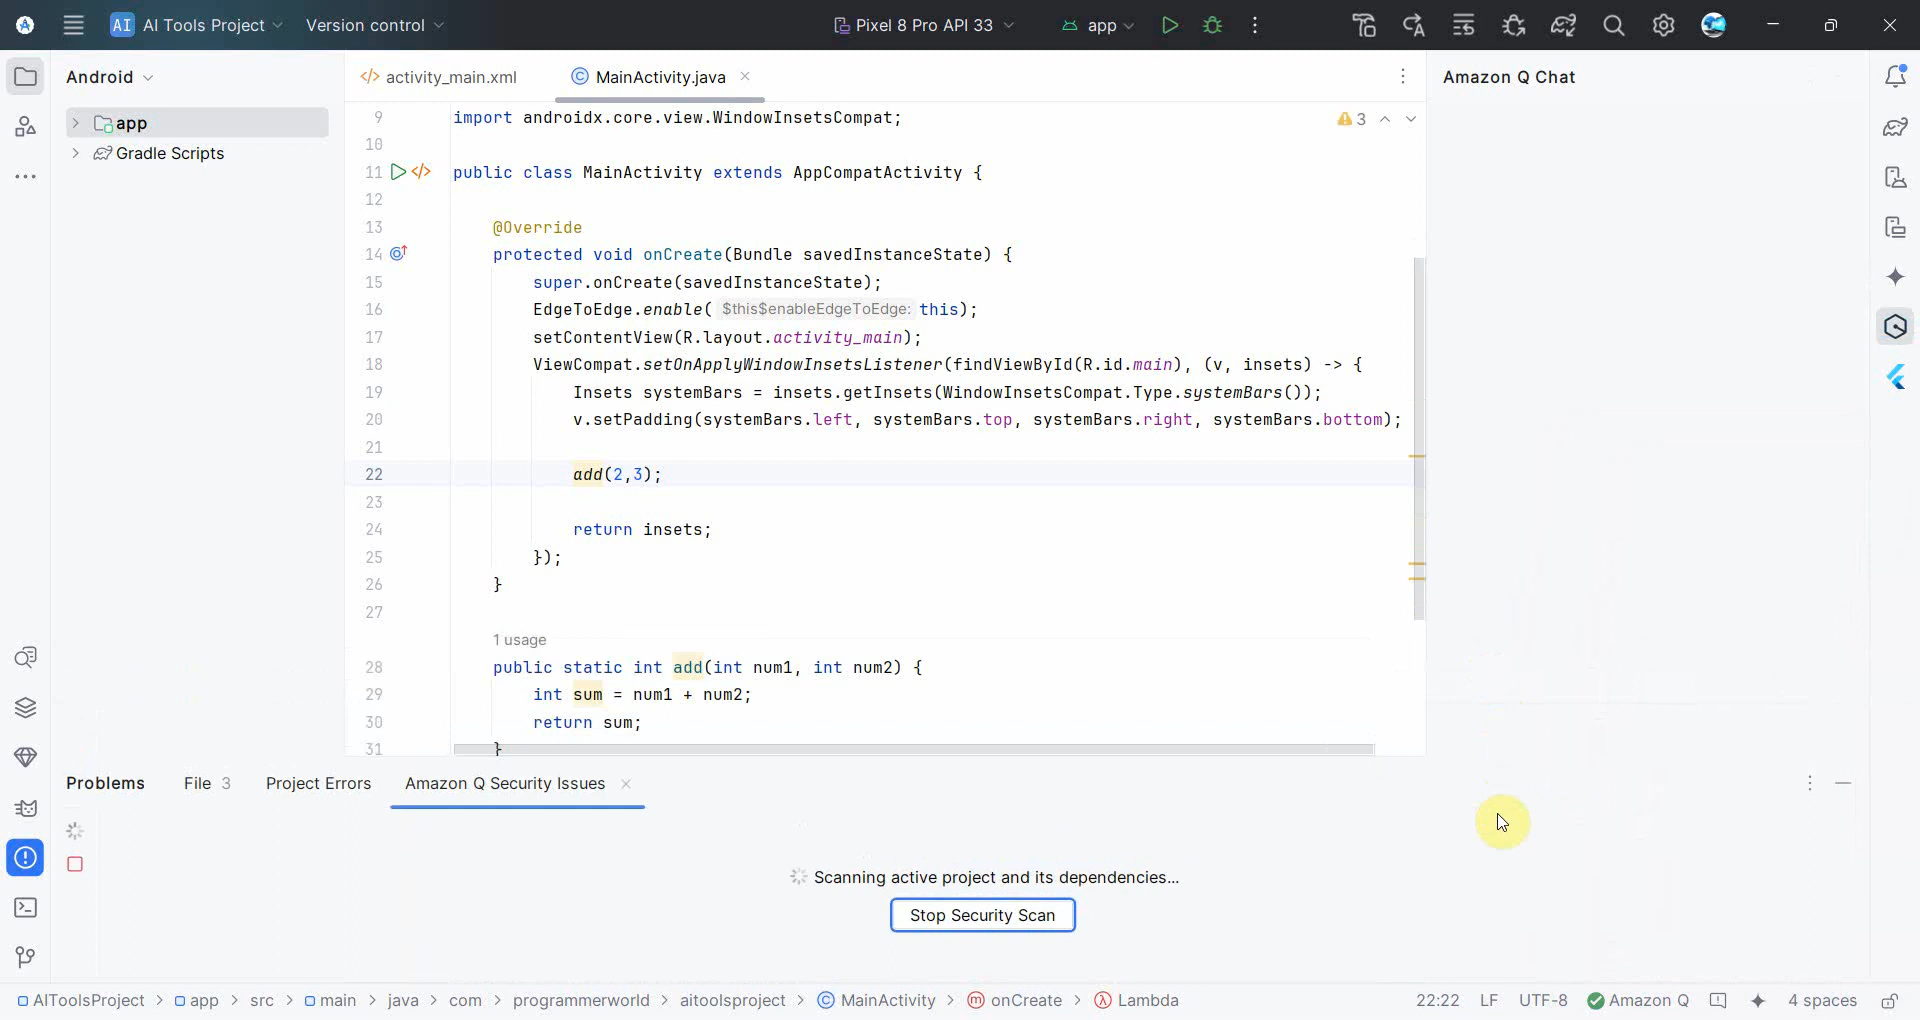 AI AI Tools Project Version control Pixel 8 Pro API 33 app
Android
app
Gradle Scripts
</> activity_main.xml MainActivity.java
3
9 import androidx.core.view.WindowInsetsCompat;
10
11 </> public class MainActivity extends AppCompatActivity {
12
13 @Override
14 protected void onCreate(Bundle savedInstanceState) {
15 super.onCreate(savedInstanceState);
16 EdgeToEdge.enable( $this$enableEdgeToEdge: this);
17 setContentView(R.layout.activity_main);
18 ViewCompat.setOnApplyWindowInsetsListener(findViewById(R.id.main), (v, insets) -> {
19 Insets systemBars = insets.getInsets(WindowInsetsCompat.Type.systemBars());
20 v.setPadding(systemBars.left, systemBars.top, systemBars.right, systemBars.bottom);
21
22 add(2,3);
23
24 return insets;
25 });
26 }
27
1 usage
28 public static int add(int num1, int num2) {
29 int sum = num1 + num2;
30 return sum;
31 }
Amazon Q Chat
Problems File 3 Project Errors Amazon Q Security Issues
Scanning active project and its dependencies...
Stop Security Scan
AIToolsProject > app > src > main > java > com > programmerworld > aitoolsproject > MainActivity > onCreate > Lambda 22:22 LF UTF-8 Amazon Q 4 spaces